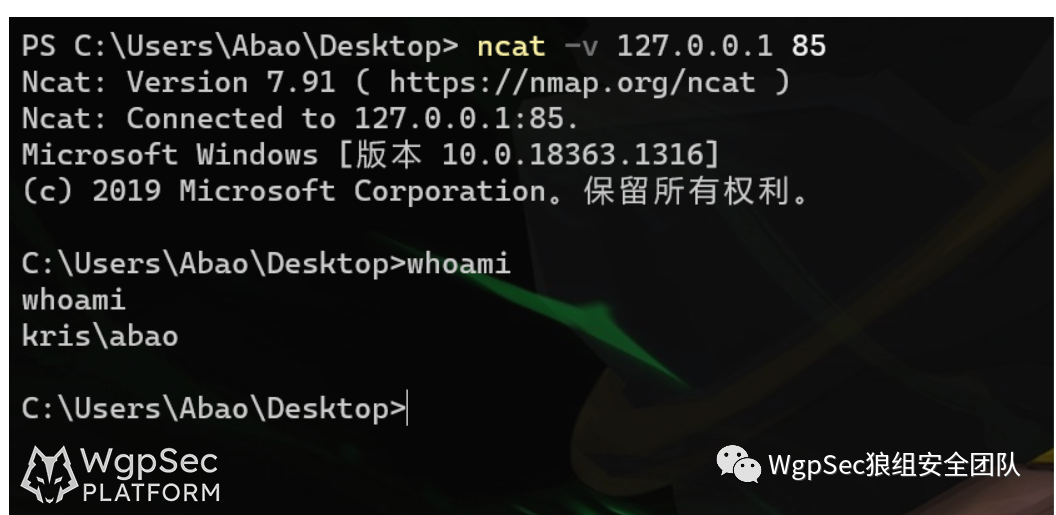 PS C:\Users\Abao\Desktop> ncat -v 127.0.0.1 85
Ncat: Version 7.91 ( https://nmap.org/ncat )
Ncat: Connected to 127.0.0.1:85.
Microsoft Windows [版本 10.0.18363.1316]
(c) 2019 Microsoft Corporation。保留所有权利。
C:\Users\Abao\Desktop>whoami
whoami
kris\abao
C:\Users\Abao\Desktop>
WgpSec
PLATFORM
WgpSec狼组安全团队